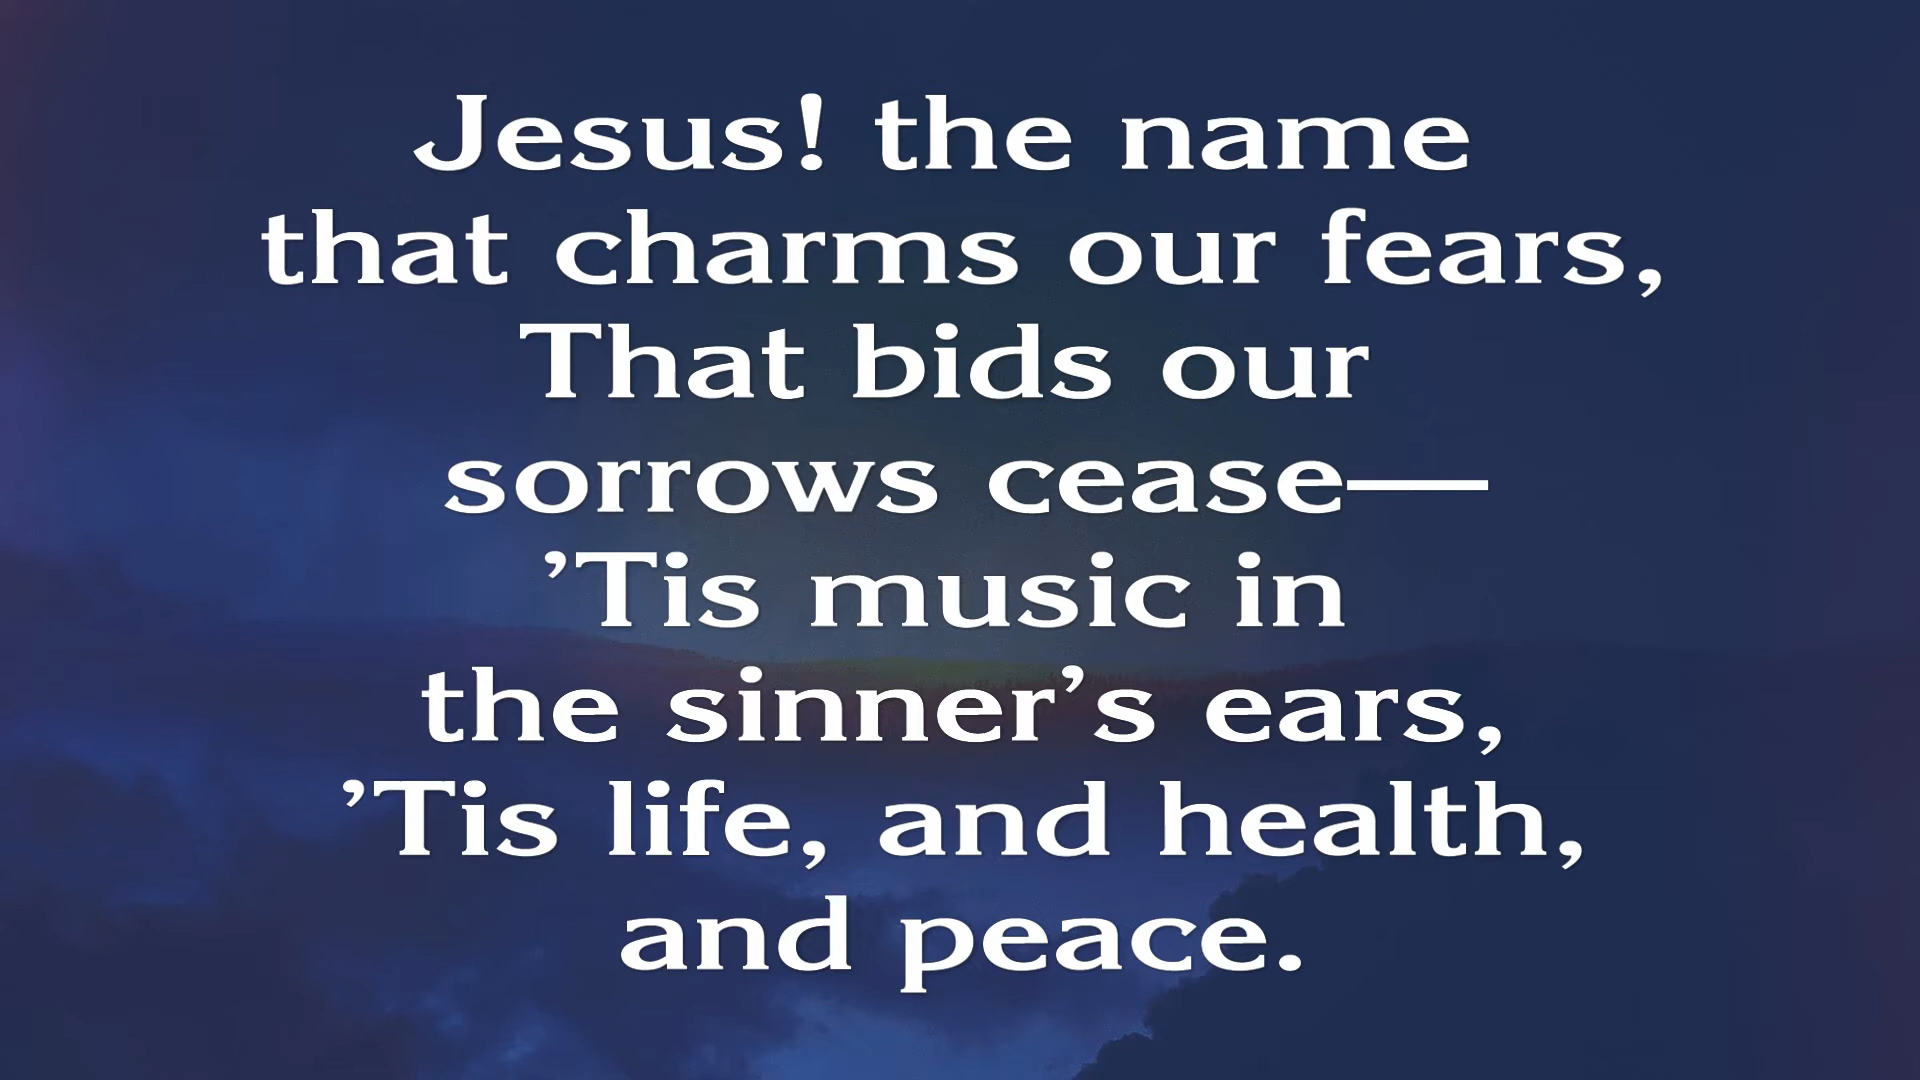 Jesus! the name
that charms our fears,
That bids our
sorrows cease—
’Tis music in
the sinner’s ears,
’Tis life, and health,
and peace.